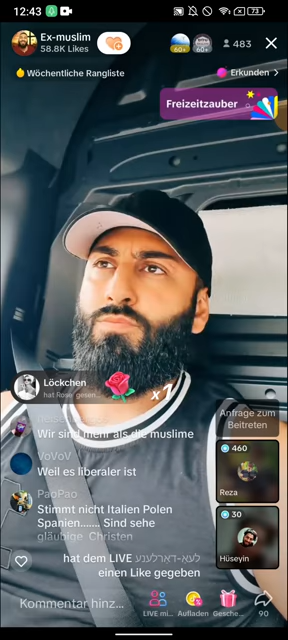 12:43
73
Ex-muslim
58.8K Likes
60+
60+
483
Wöchentliche Rangliste
Erkunden
Freizeitzauber
Löckchen
hat Rose gesen...
x1
Wir sind mehr als die muslime
VoVoV
Weil es liberaler ist
PaoPao
Stimmt nicht Italien Polen
Spanien....... Sind sehe
gläubige Christen
hat dem LIVE
einen Like gegeben
Anfrage zum
Beitreten
460
Reza
30
Hüseyin
Kommentar hinz...
LIVE mi...
Aufladen
Gesche...
90